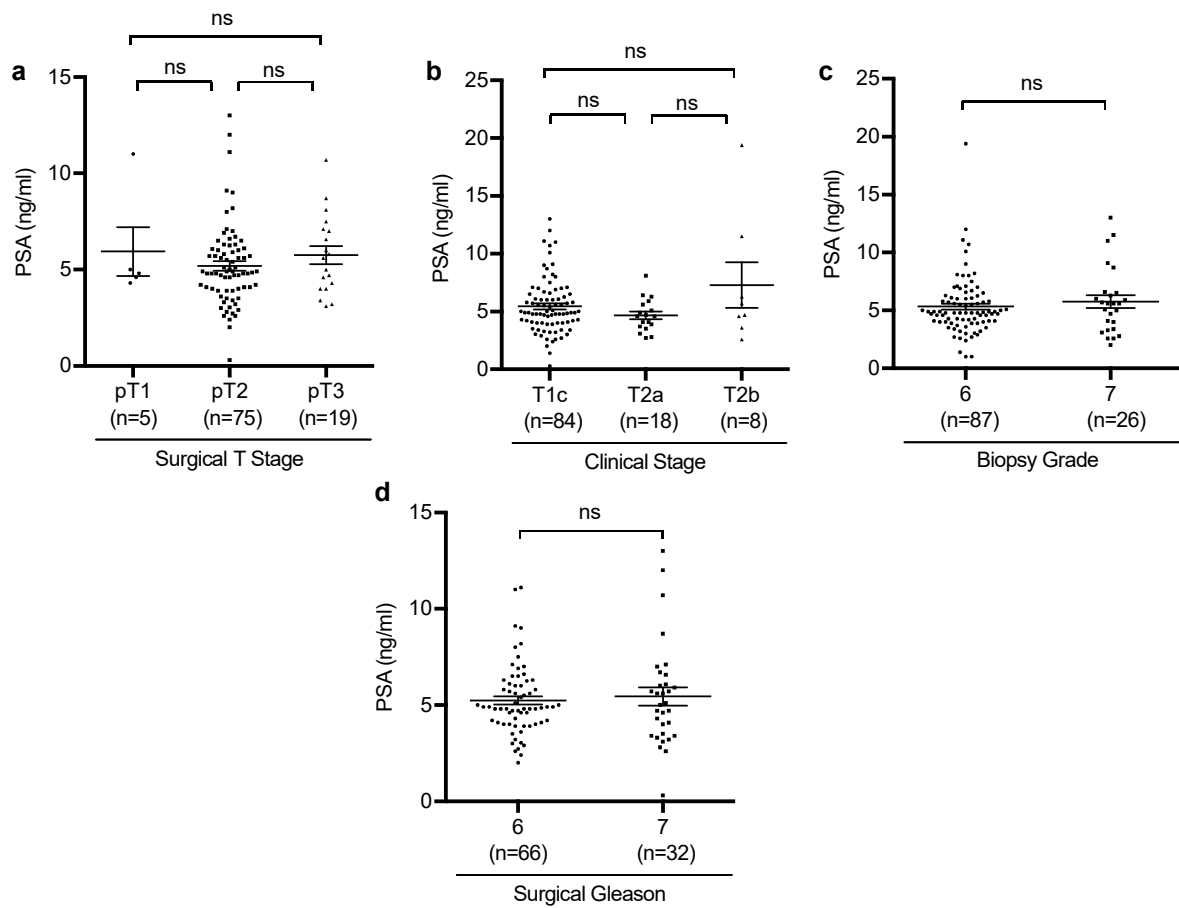 a
ns
ns
ns
PSA (ng/ml)
15
10
5
0
pT1
(n=5)
pT2
(n=75)
pT3
(n=19)
Surgical T Stage
b
ns
ns
ns
PSA (ng/ml)
25
20
15
10
5
0
T1c
(n=84)
T2a
(n=18)
T2b
(n=8)
Clinical Stage
c
ns
PSA (ng/ml)
25
20
15
10
5
0
6
(n=87)
7
(n=26)
Biopsy Grade
d
ns
PSA (ng/ml)
15
10
5
0
6
(n=66)
7
(n=32)
Surgical Gleason